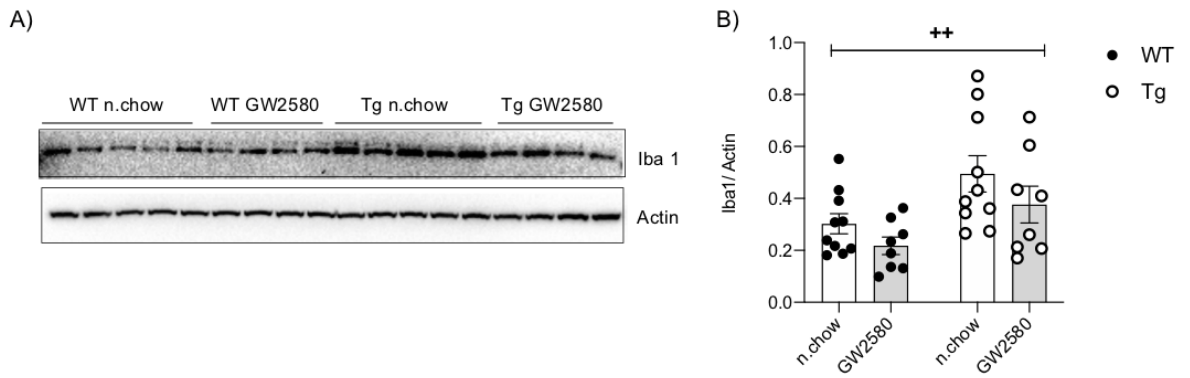 A)
WT n.chow
WT GW2580
Tg n.chow
Tg GW2580
Iba 1
Actin
B)
++
1.0
0.8
0.6
0.4
0.2
0.0
Iba1/ Actin
n.chow
GW2580
n.chow
GW2580
WT
Tg